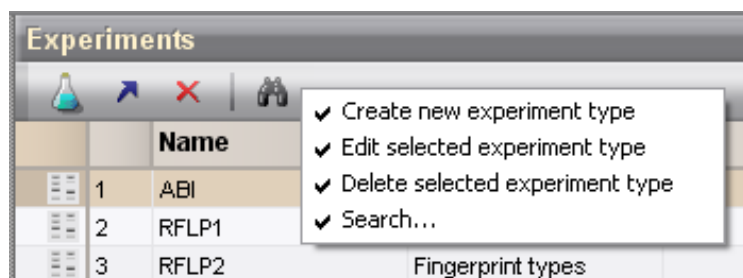 Experiments
Create new experiment type
Name
Edit selected experiment type
1 ABI
Delete selected experiment type
2 RFLP1
Search...
3 RFLP2 Fingerprint types